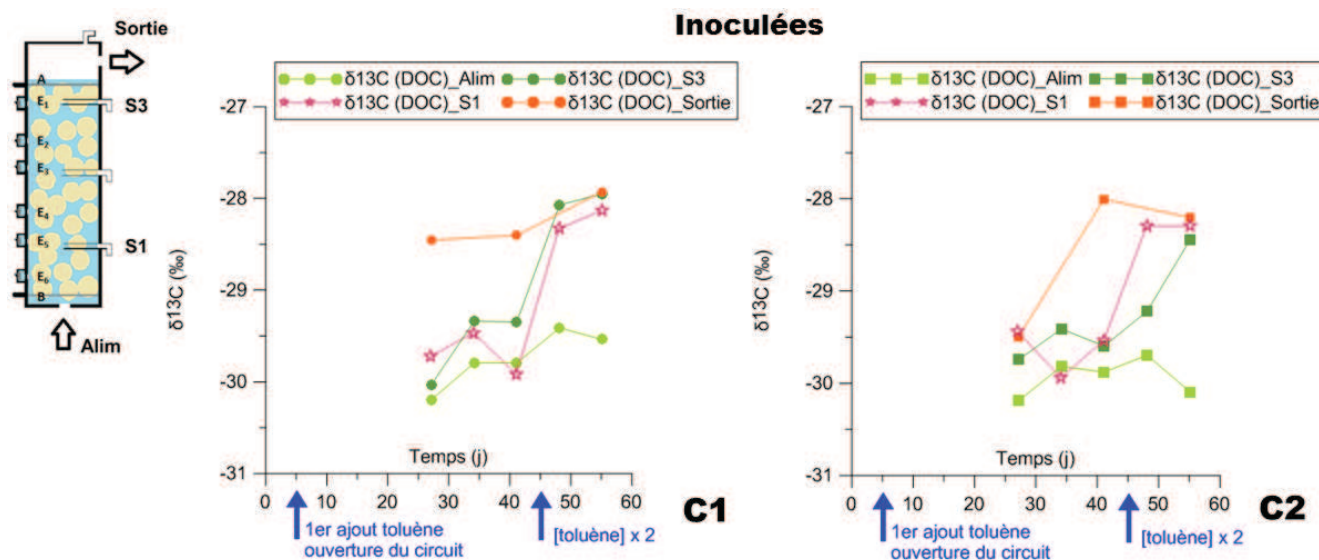 Inoculées
Sortie
A
E1
S3
E2
E3
E4
E5
S1
E6
B
Alim
δ13C (DOC)_Alim
δ13C (DOC)_S3
δ13C (DOC)_S1
δ13C (DOC)_Sortie
-27
-28
-29
-30
-31
δ13C (‰)
Temps (j)
0 10 20 30 40 50 60
1er ajout toluène
ouverture du circuit
[toluène] x 2
C1
δ13C (DOC)_Alim
δ13C (DOC)_S3
δ13C (DOC)_S1
δ13C (DOC)_Sortie
-27
-28
-29
-30
-31
δ13C (‰)
Temps (j)
0 10 20 30 40 50 60
1er ajout toluène
ouverture du circuit
[toluène] x 2
C2